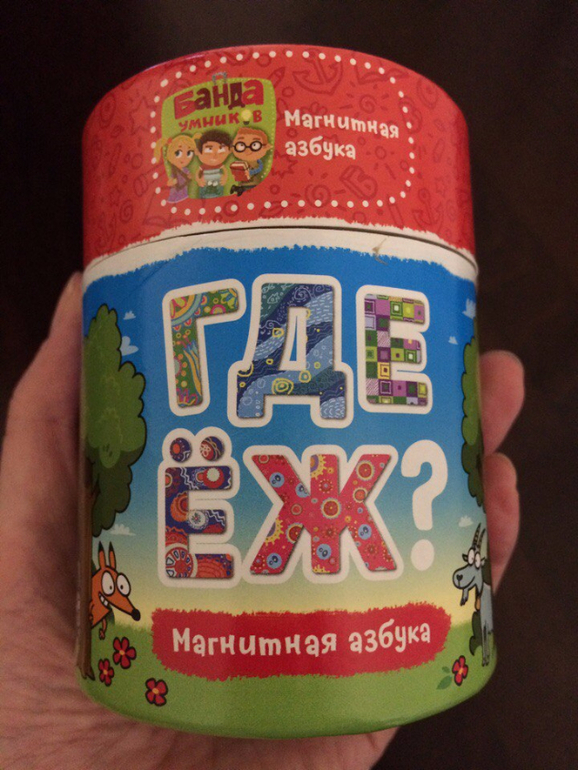 Банда
умников
Магнитная
азбука
ГДЕ
ЁЖ?
Магнитная азбука